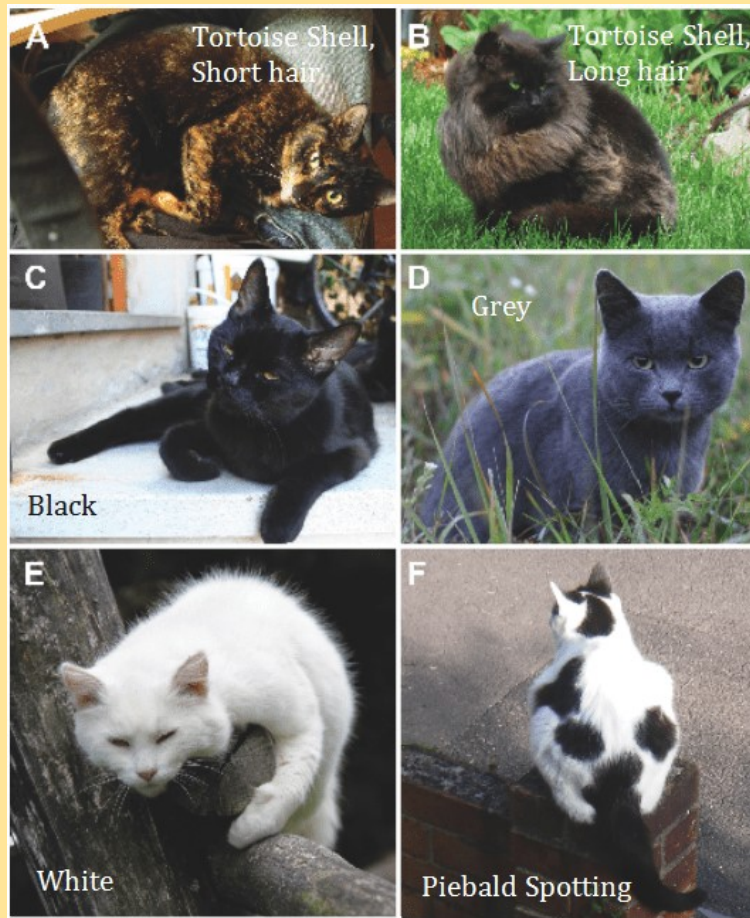 A
Tortoise Shell,
Short hair
B
Tortoise Shell,
Long hair
C
Black
D
Grey
E
White
F
Piebald Spotting